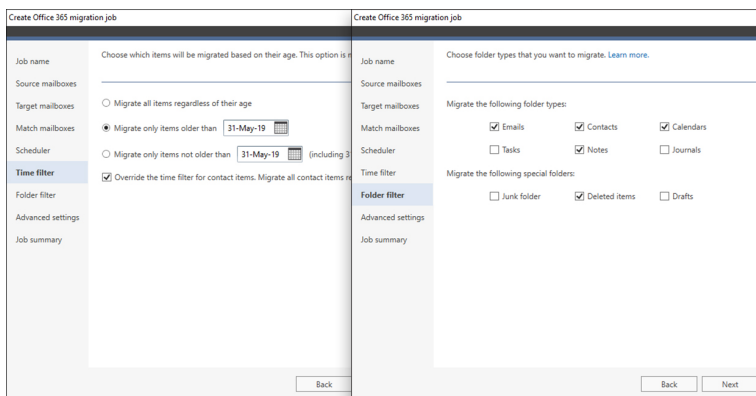 Create Office 365 migration job
Job name
Source mailboxes
Target mailboxes
Match mailboxes
Scheduler
Time filter
Folder filter
Advanced settings
Job summary
Choose which items will be migrated based on their age. This option is
Migrate all items regardless of their age
Migrate only items older than 31-May-19
Migrate only items not older than 31-May-19 (including 3
Override the time filter for contact items. Migrate all contact items
Back
Create Office 365 migration job
Job name
Source mailboxes
Target mailboxes
Match mailboxes
Scheduler
Time filter
Folder filter
Advanced settings
Job summary
Choose folder types that you want to migrate. Learn more.
Migrate the following folder types:
Emails Contacts Calendars
Tasks Notes Journals
Migrate the following special folders:
Junk folder Deleted items Drafts
Back Next